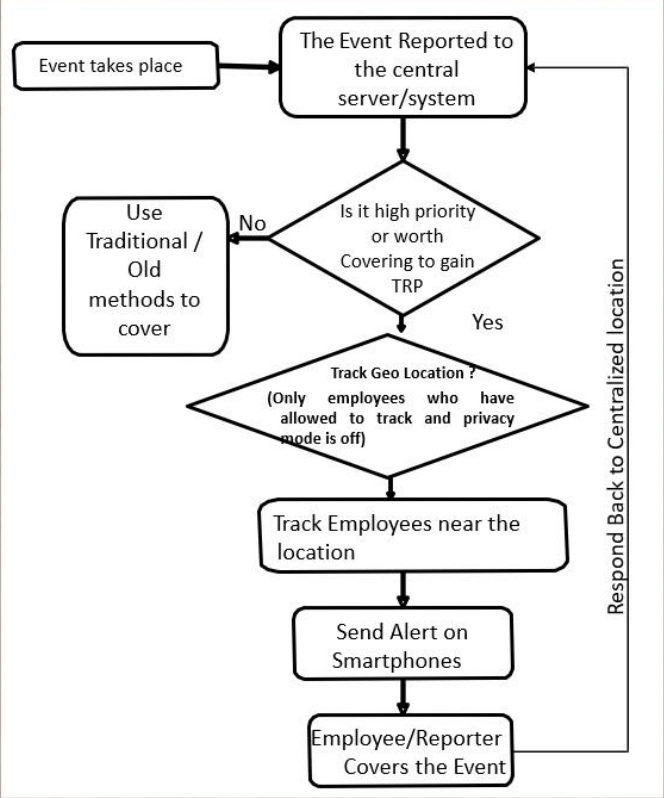 Event takes place
The Event Reported to
the central
server/system
Is it high priority
or worth
Covering to gain
TRP
No
Use
Traditional /
Old
methods to
cover
Yes
Track Geo Location ?
(Only employees who have
allowed to track and privacy
mode is off)
Track Employees near the
location
Send Alert on
Smartphones
Employee/Reporter
Covers the Event
Respond Back to Centralized location